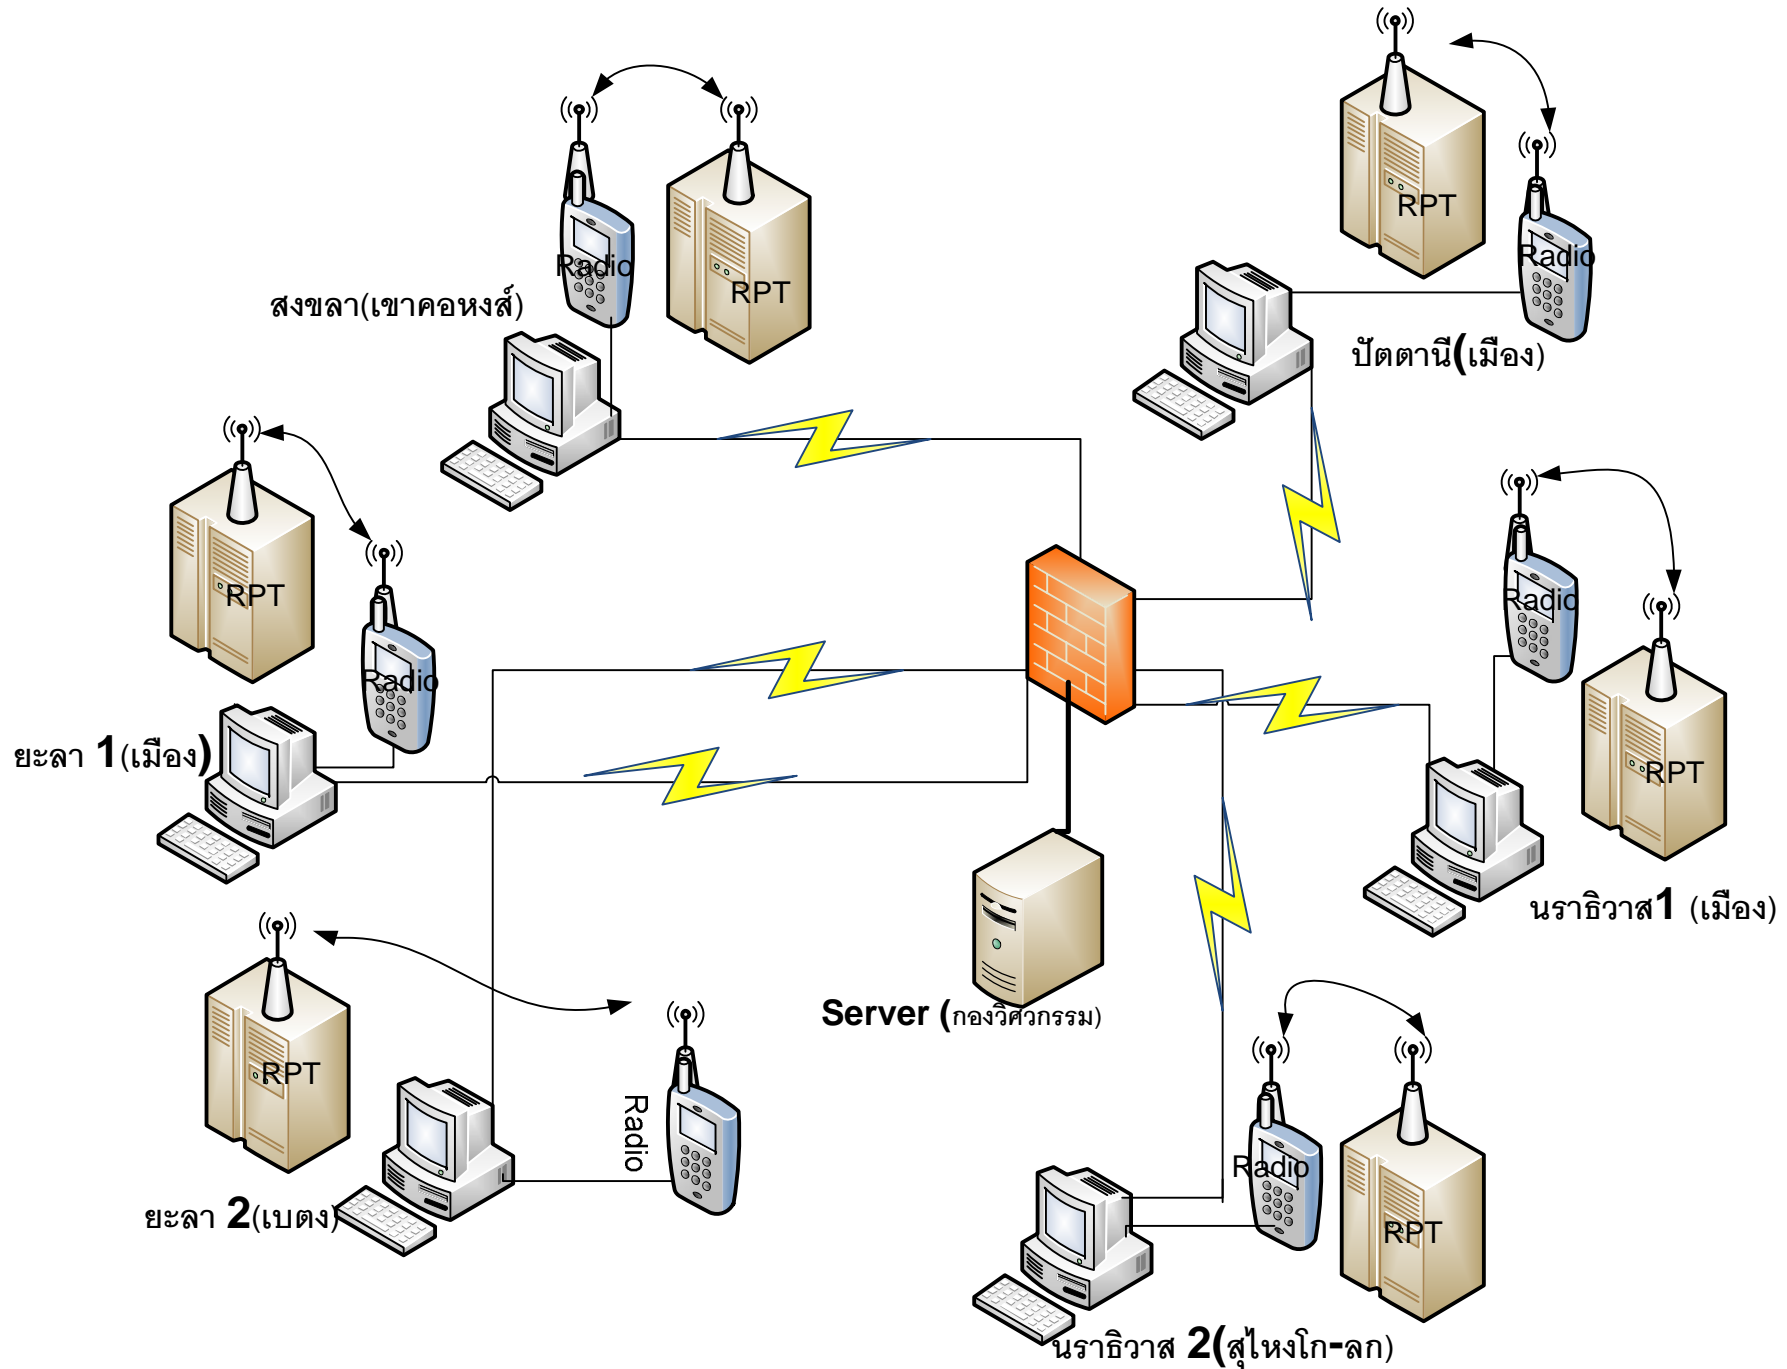 RPT
Radio
Radio
RPT
สงขลา(เขาคอหงส์)
ปัตตานี(เมือง)
RPT
Radio
Radio
RPT
ยะลา 1(เมือง)
นราธิวาส1 (เมือง)
Server (กองวิศวกรรม)
RPT
Radio
ยะลา 2(เบตง)
Radio
RPT
นราธิวาส 2(สุไหงโก-ลก)